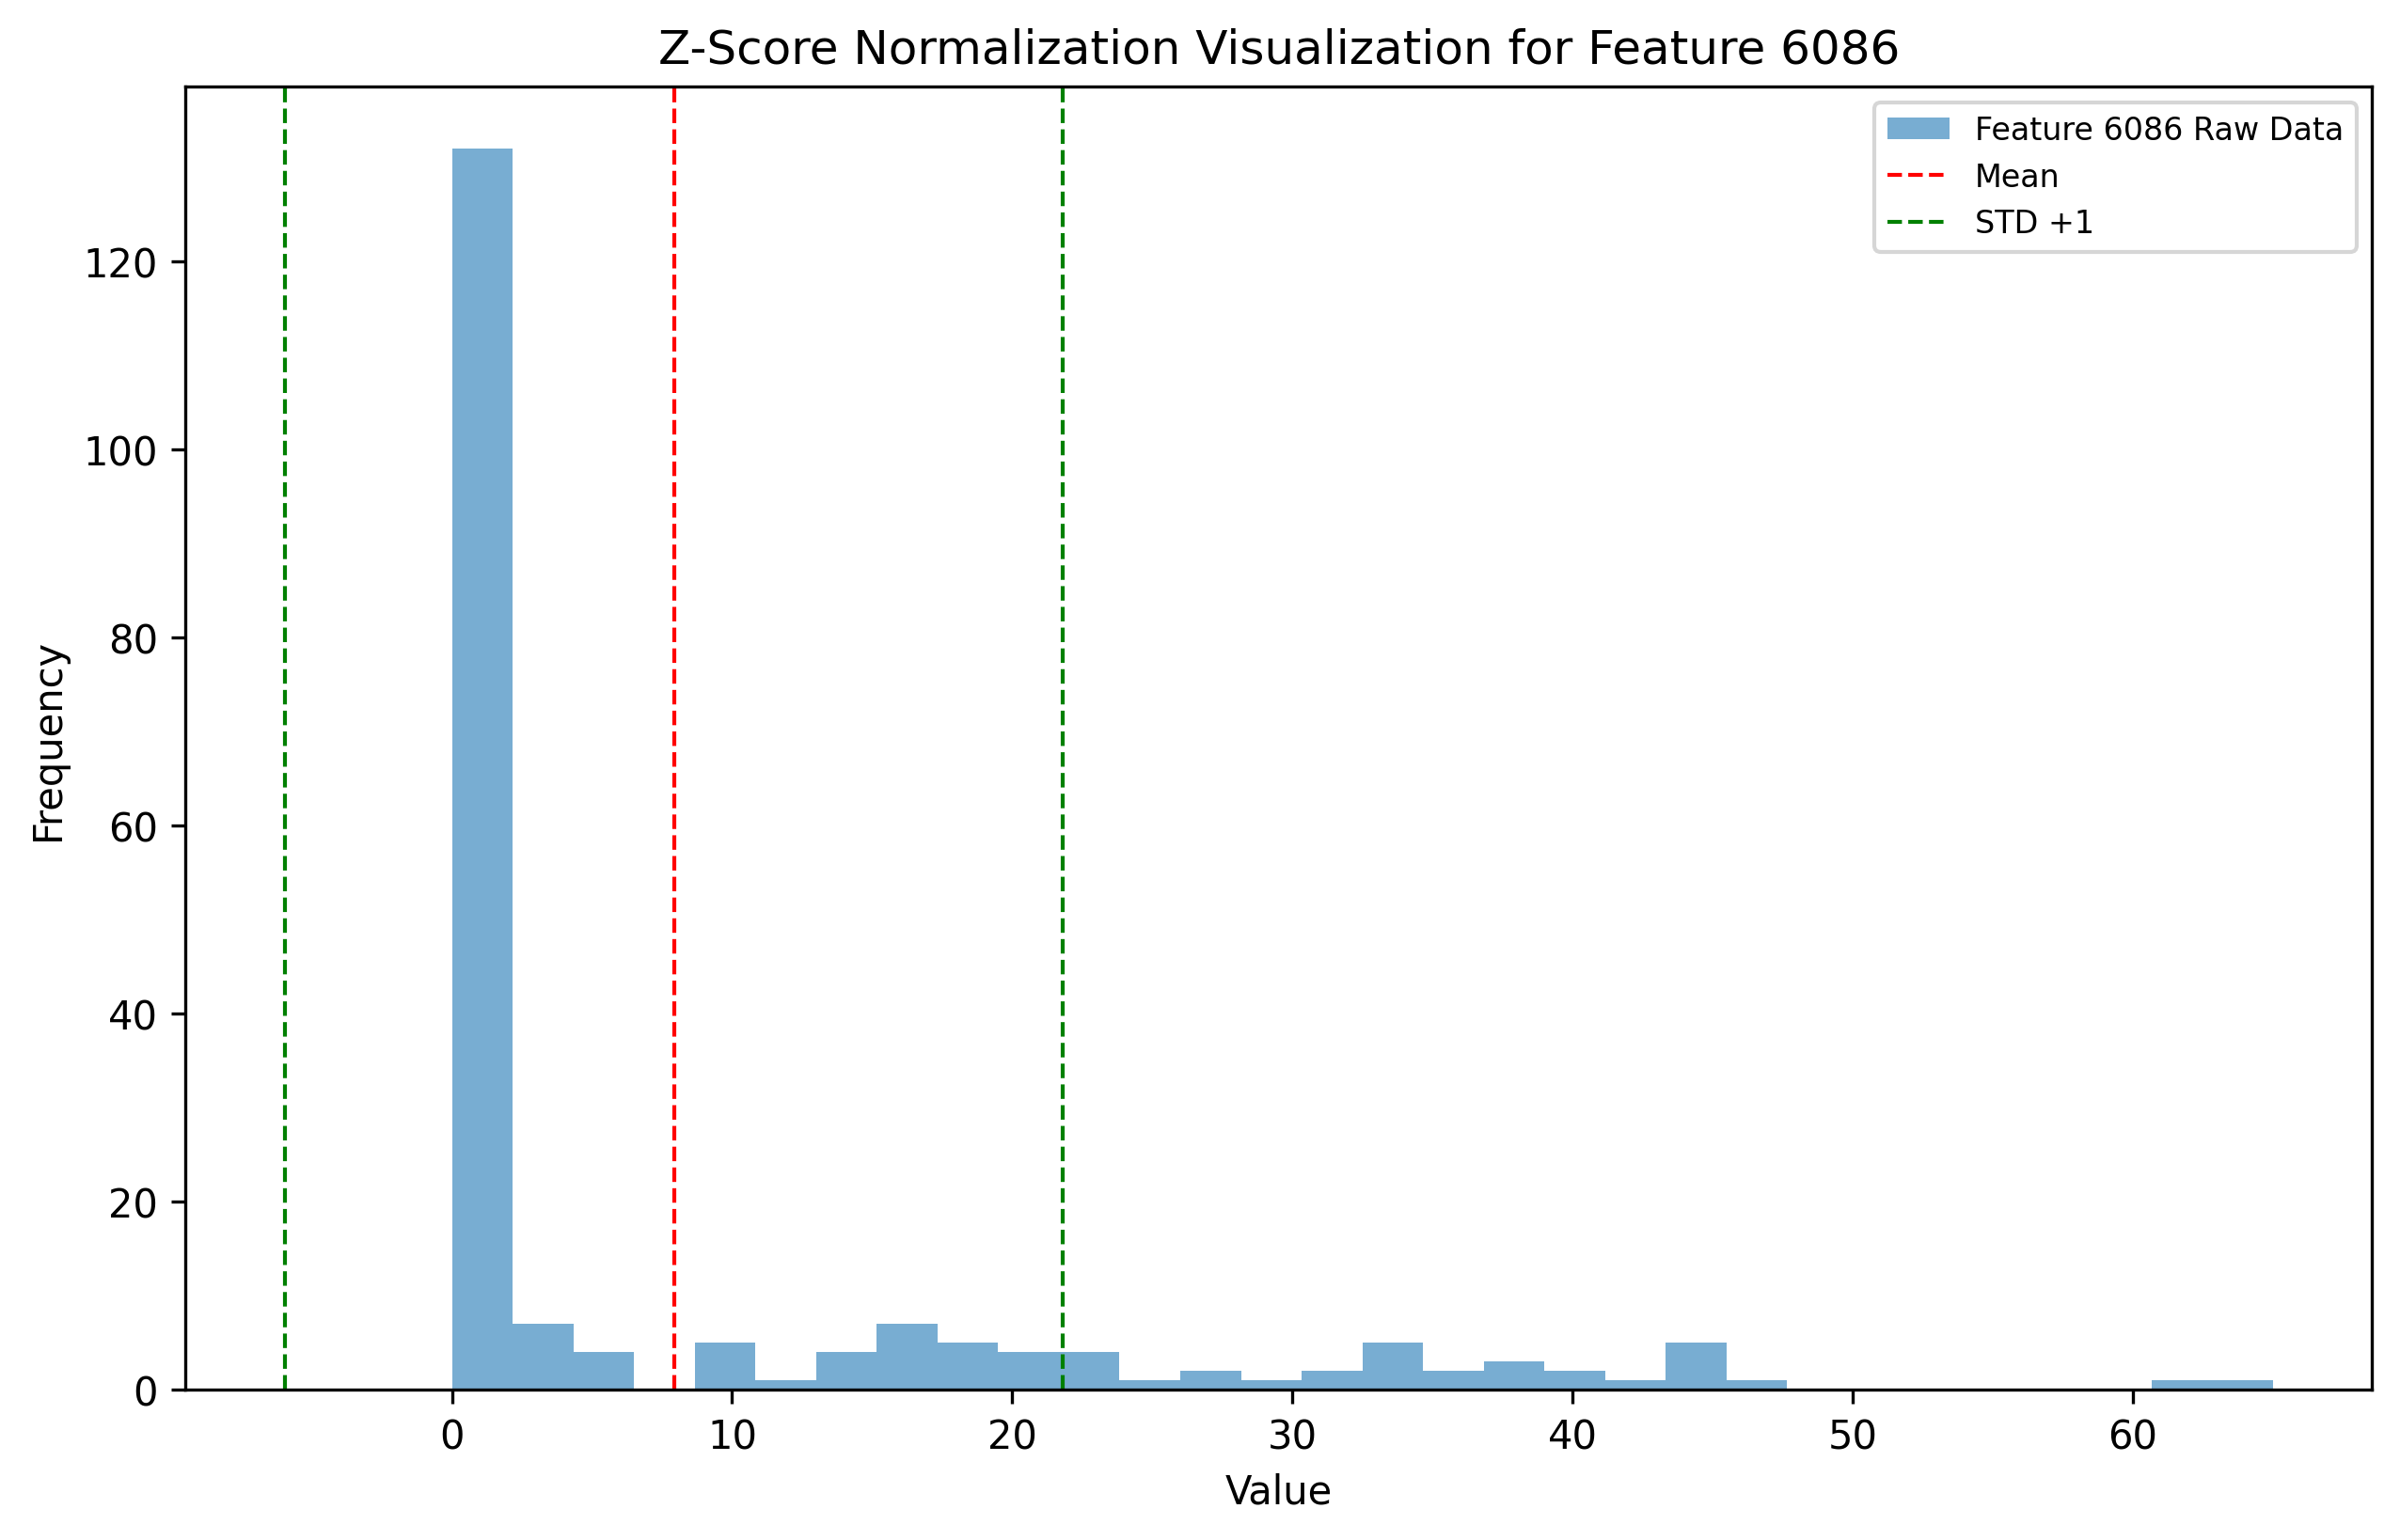 Z-Score Normalization Visualization for Feature 6086
Feature 6086 Raw Data
Mean
STD +1
120
100
80
60
40
20
0
Frequency
0 10 20 30 40 50 60
Value